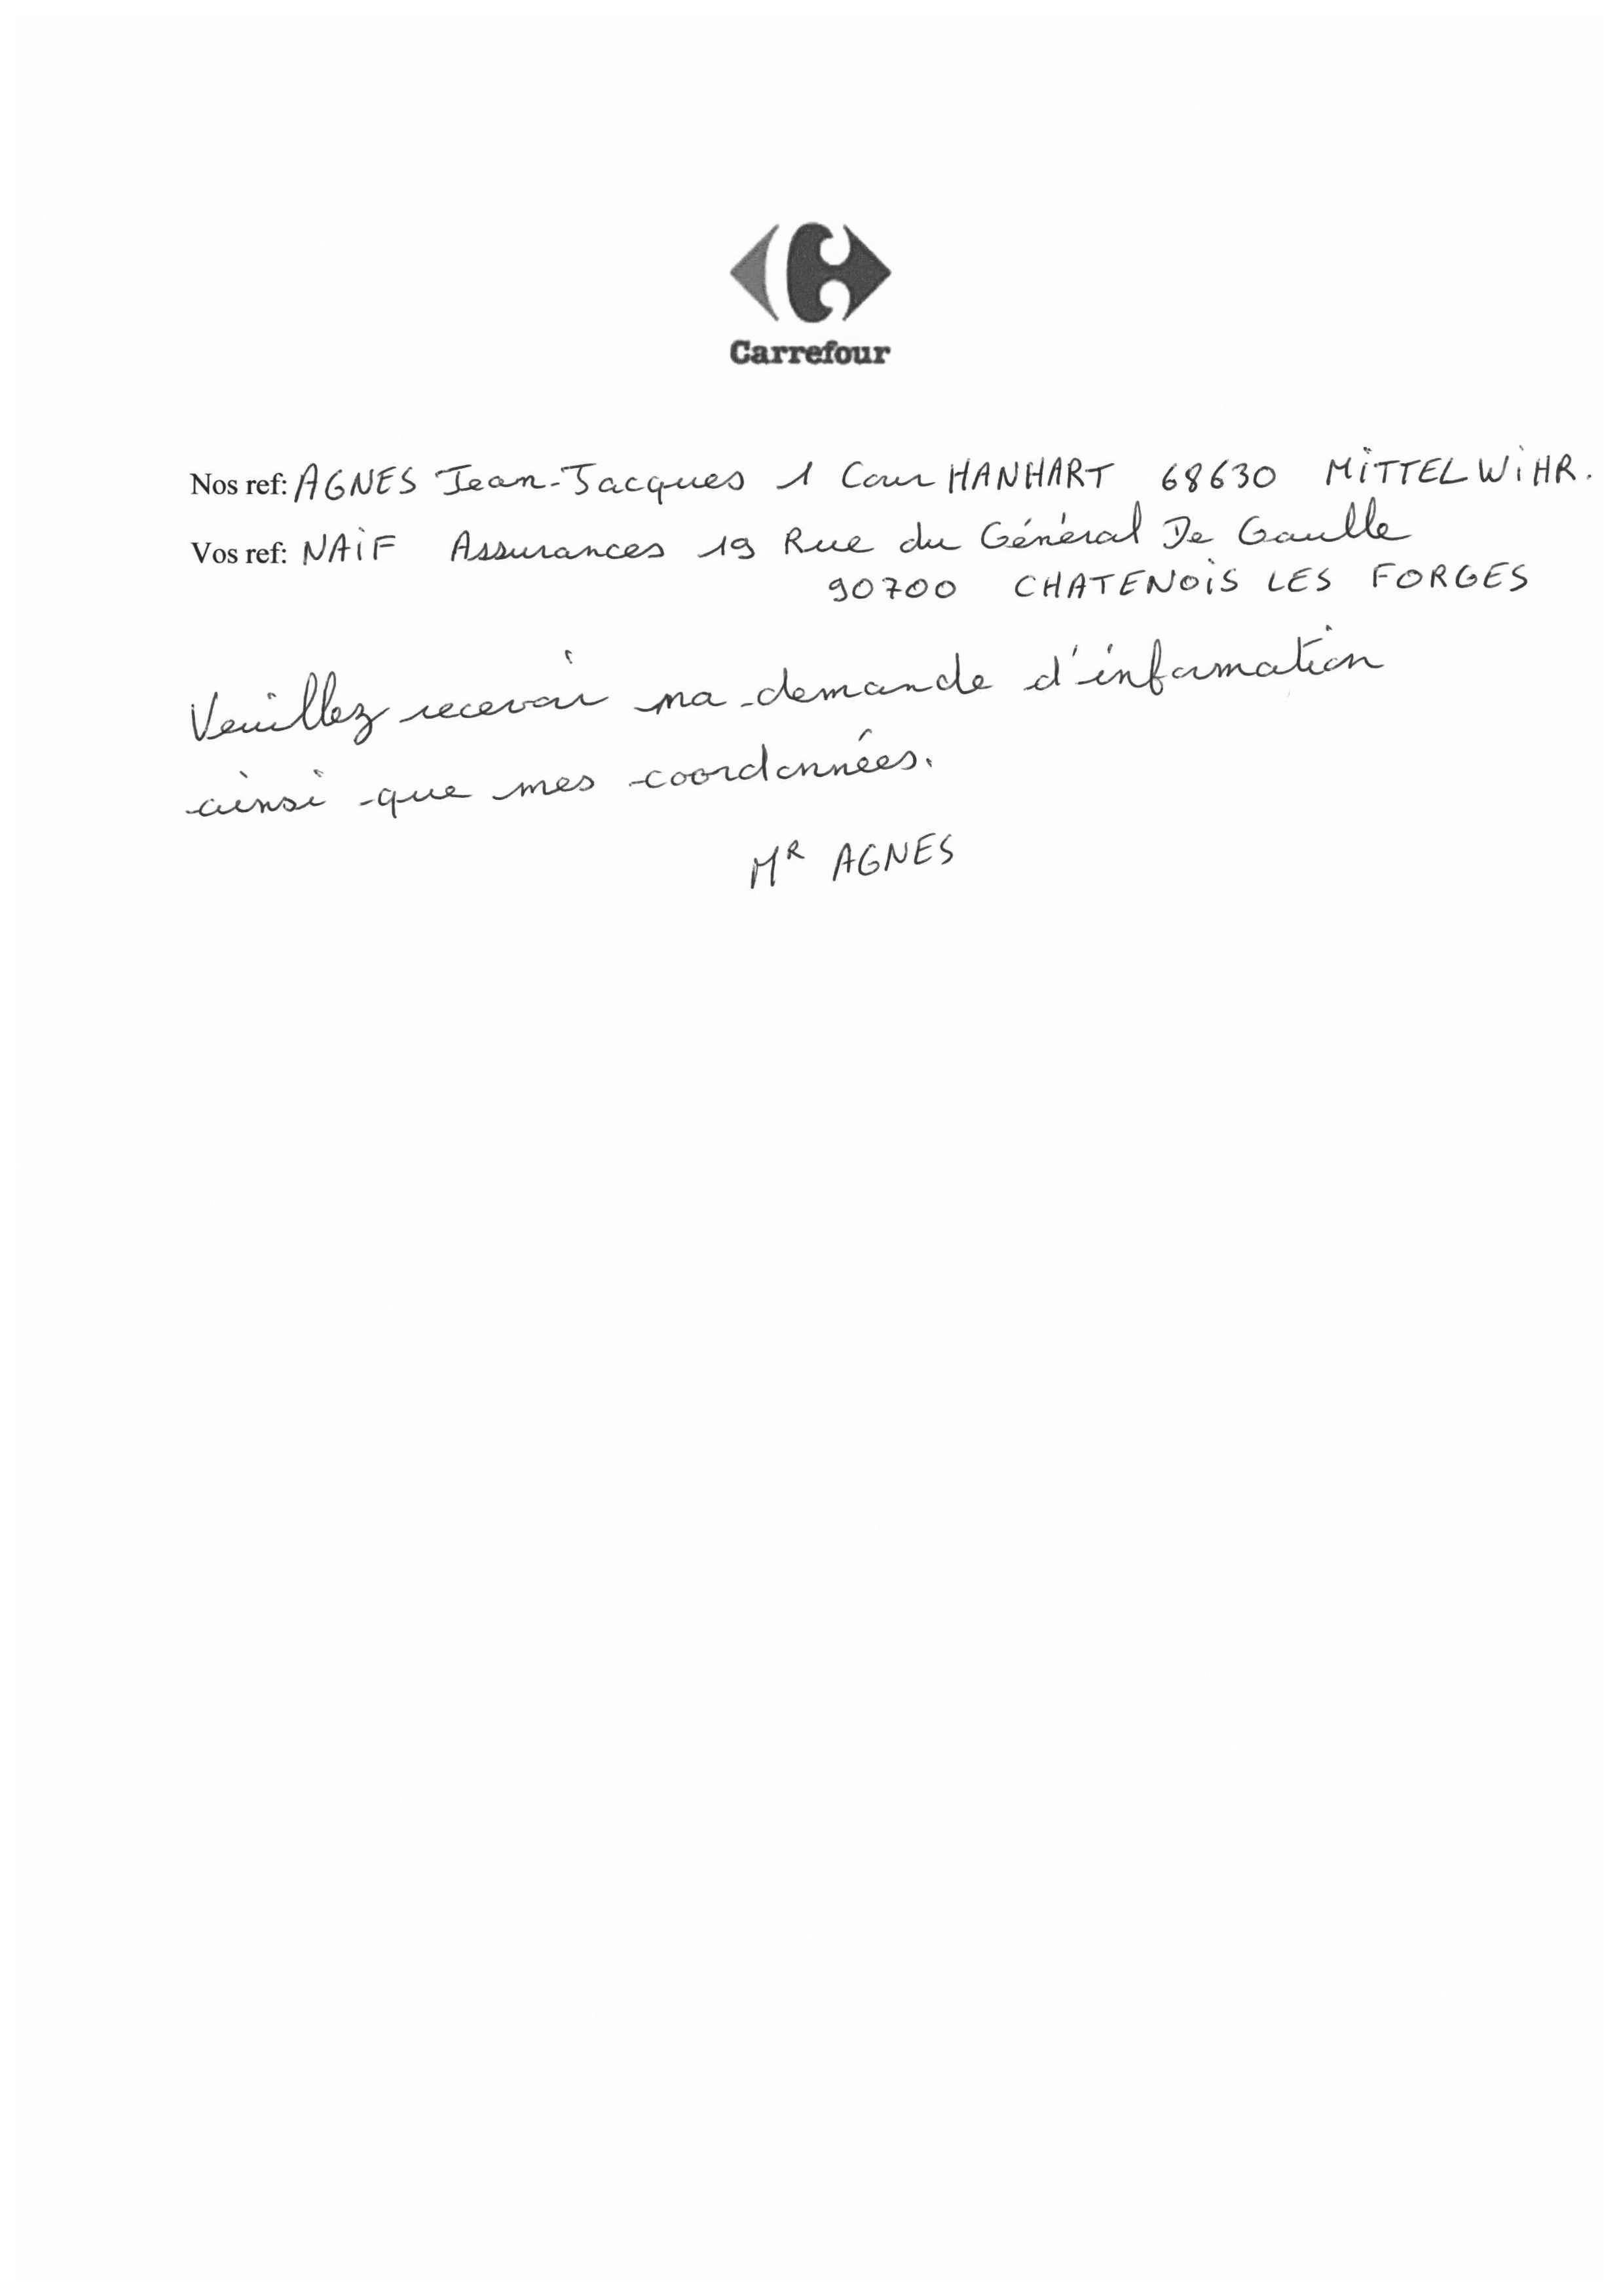 Carrefour
Nos ref: AGNES Jean-Jacques 1 Cour HANHART 68630 MiTTELWiHR.
Vos ref: NAiF Assurances 19 Rue du Général De Gaulle
90700 CHATENOiS LES FORGES
Veuillez recevoir ma demande d'information
ainsi que mes coordonnées.
MR AGNES